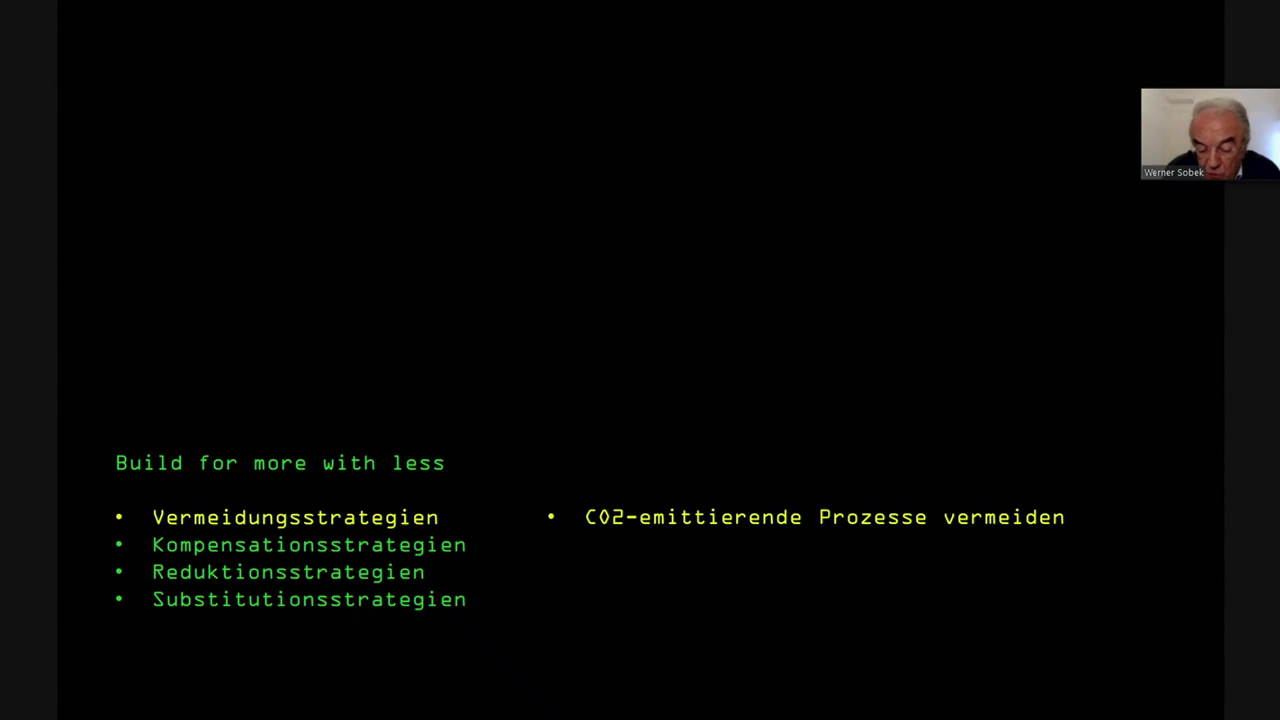 Werner Sobek
Build for more with less
• Vermeidungsstrategien
• Kompensationsstrategien
• Reduktionsstrategien
• Substitutionsstrategien
• CO2-emittierende Prozesse vermeiden